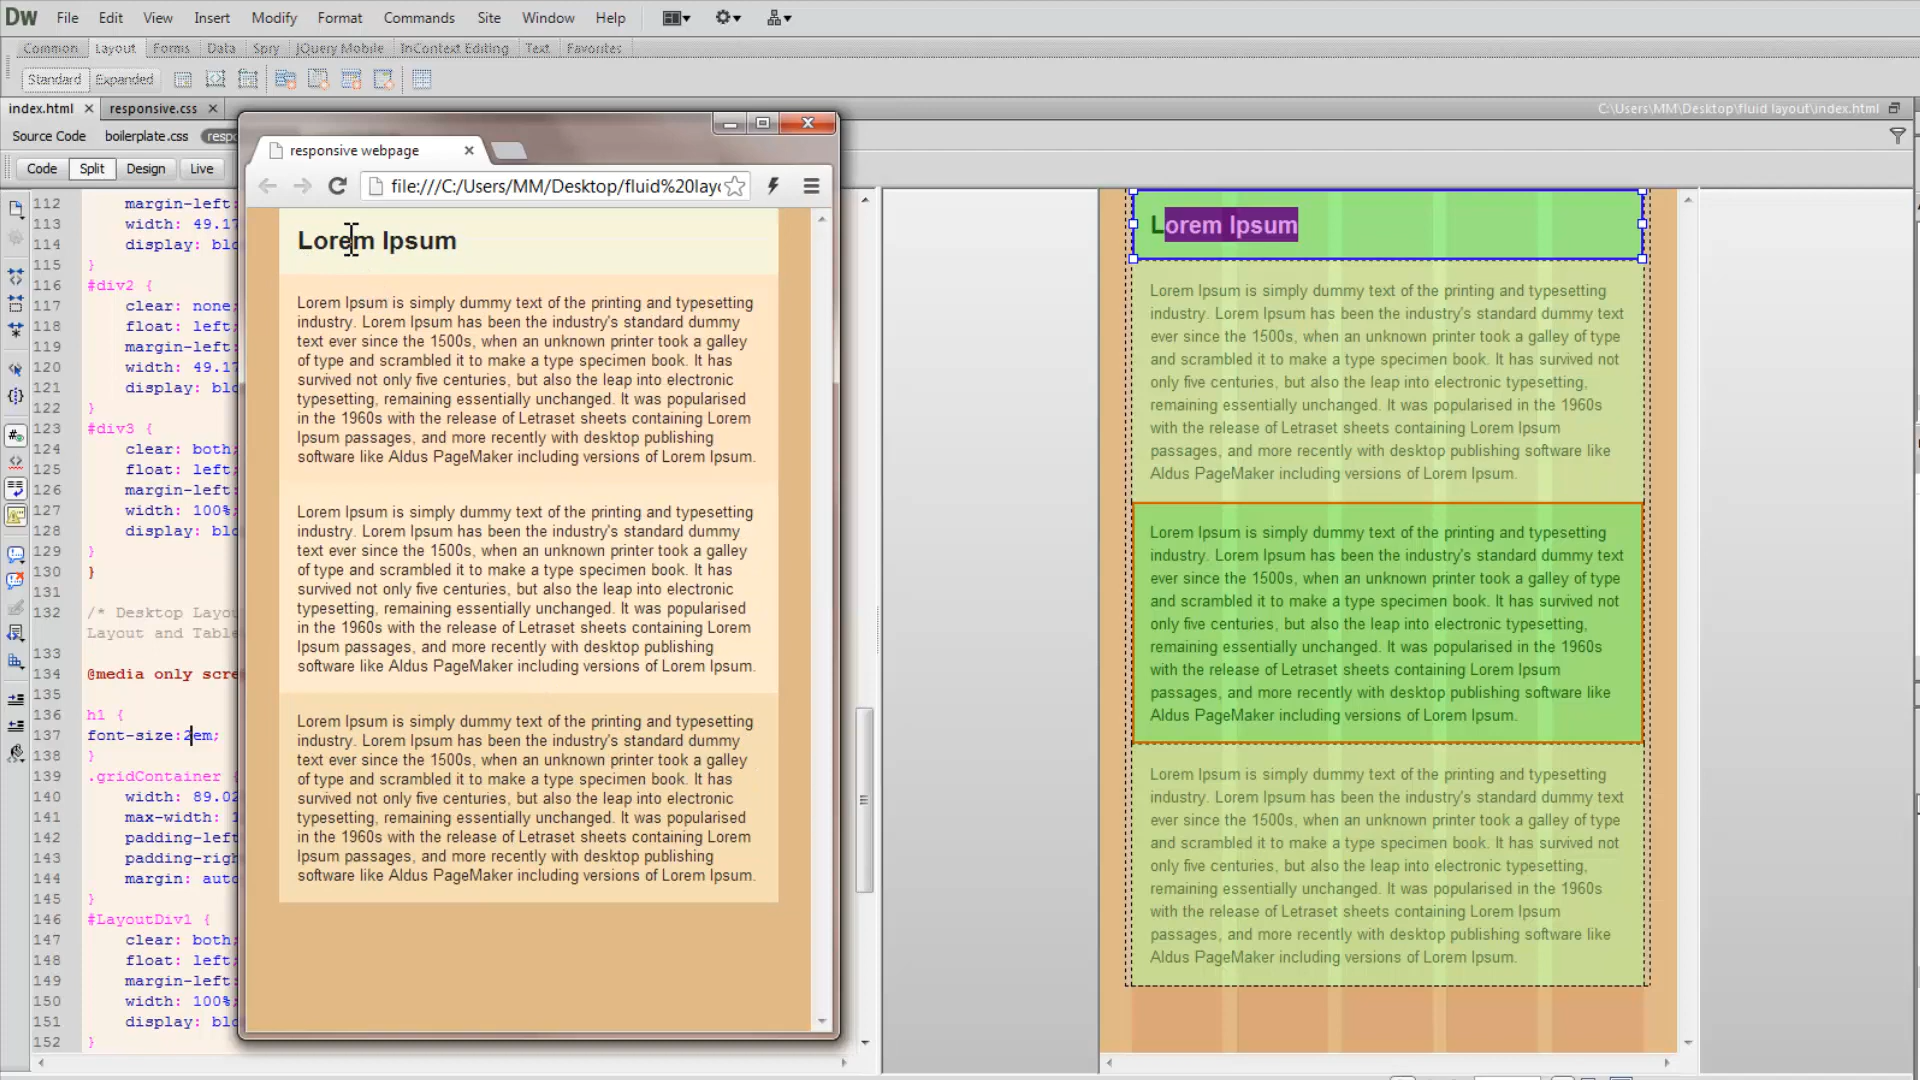 Dw File Edit View Insert Modify Format Commands Site Window Help
Common Layout Forms Data Spry jQuery Mobile InContext Editing Text Favorites
Standard Expanded
index.html responsive.css C:\Users\MM\Desktop\fluid layout\index.html
Source Code boilerplate.css
Code Split Design Live
responsive webpage
file:///C:/Users/MM/Desktop/fluid%20lay
112 margin-left:
113 width: 49.17
114 display: blo
115 }
116 #div2 {
117 clear: none;
118 float: left;
119 margin-left:
120 width: 49.17
121 display: blo
122 }
123 #div3 {
124 clear: both;
125 float: left;
126 margin-left:
127 width: 100%;
128 display: blo
129 }
130 }
131
132 /* Desktop Layou
Layout and Table
133
134 @media only scre
135
136 h1 {
137 font-size:2em;
138 }
139 .gridContainer {
140 width: 89.02
141 max-width: 1
142 padding-left
143 padding-righ
144 margin: auto
145 }
146 #LayoutDiv1 {
147 clear: both;
148 float: left;
149 margin-left:
150 width: 100%;
151 display: blo
152 }
Lorem Ipsum
Lorem Ipsum is simply dummy text of the printing and typesetting
industry. Lorem Ipsum has been the industry's standard dummy
text ever since the 1500s, when an unknown printer took a galley
of type and scrambled it to make a type specimen book. It has
survived not only five centuries, but also the leap into electronic
typesetting, remaining essentially unchanged. It was popularised
in the 1960s with the release of Letraset sheets containing Lorem
Ipsum passages, and more recently with desktop publishing
software like Aldus PageMaker including versions of Lorem Ipsum.
Lorem Ipsum is simply dummy text of the printing and typesetting
industry. Lorem Ipsum has been the industry's standard dummy
text ever since the 1500s, when an unknown printer took a galley
of type and scrambled it to make a type specimen book. It has
survived not only five centuries, but also the leap into electronic
typesetting, remaining essentially unchanged. It was popularised
in the 1960s with the release of Letraset sheets containing Lorem
Ipsum passages, and more recently with desktop publishing
software like Aldus PageMaker including versions of Lorem Ipsum.
Lorem Ipsum is simply dummy text of the printing and typesetting
industry. Lorem Ipsum has been the industry's standard dummy
text ever since the 1500s, when an unknown printer took a galley
of type and scrambled it to make a type specimen book. It has
survived not only five centuries, but also the leap into electronic
typesetting, remaining essentially unchanged. It was popularised
in the 1960s with the release of Letraset sheets containing Lorem
Ipsum passages, and more recently with desktop publishing
software like Aldus PageMaker including versions of Lorem Ipsum.
Lorem Ipsum
Lorem Ipsum is simply dummy text of the printing and typesetting
industry. Lorem Ipsum has been the industry's standard dummy text
ever since the 1500s, when an unknown printer took a galley of type
and scrambled it to make a type specimen book. It has survived not
only five centuries, but also the leap into electronic typesetting,
remaining essentially unchanged. It was popularised in the 1960s
with the release of Letraset sheets containing Lorem Ipsum
passages, and more recently with desktop publishing software like
Aldus PageMaker including versions of Lorem Ipsum.
Lorem Ipsum is simply dummy text of the printing and typesetting
industry. Lorem Ipsum has been the industry's standard dummy text
ever since the 1500s, when an unknown printer took a galley of type
and scrambled it to make a type specimen book. It has survived not
only five centuries, but also the leap into electronic typesetting,
remaining essentially unchanged. It was popularised in the 1960s
with the release of Letraset sheets containing Lorem Ipsum
passages, and more recently with desktop publishing software like
Aldus PageMaker including versions of Lorem Ipsum.
Lorem Ipsum is simply dummy text of the printing and typesetting
industry. Lorem Ipsum has been the industry's standard dummy text
ever since the 1500s, when an unknown printer took a galley of type
and scrambled it to make a type specimen book. It has survived not
only five centuries, but also the leap into electronic typesetting,
remaining essentially unchanged. It was popularised in the 1960s
with the release of Letraset sheets containing Lorem Ipsum
passages, and more recently with desktop publishing software like
Aldus PageMaker including versions of Lorem Ipsum.